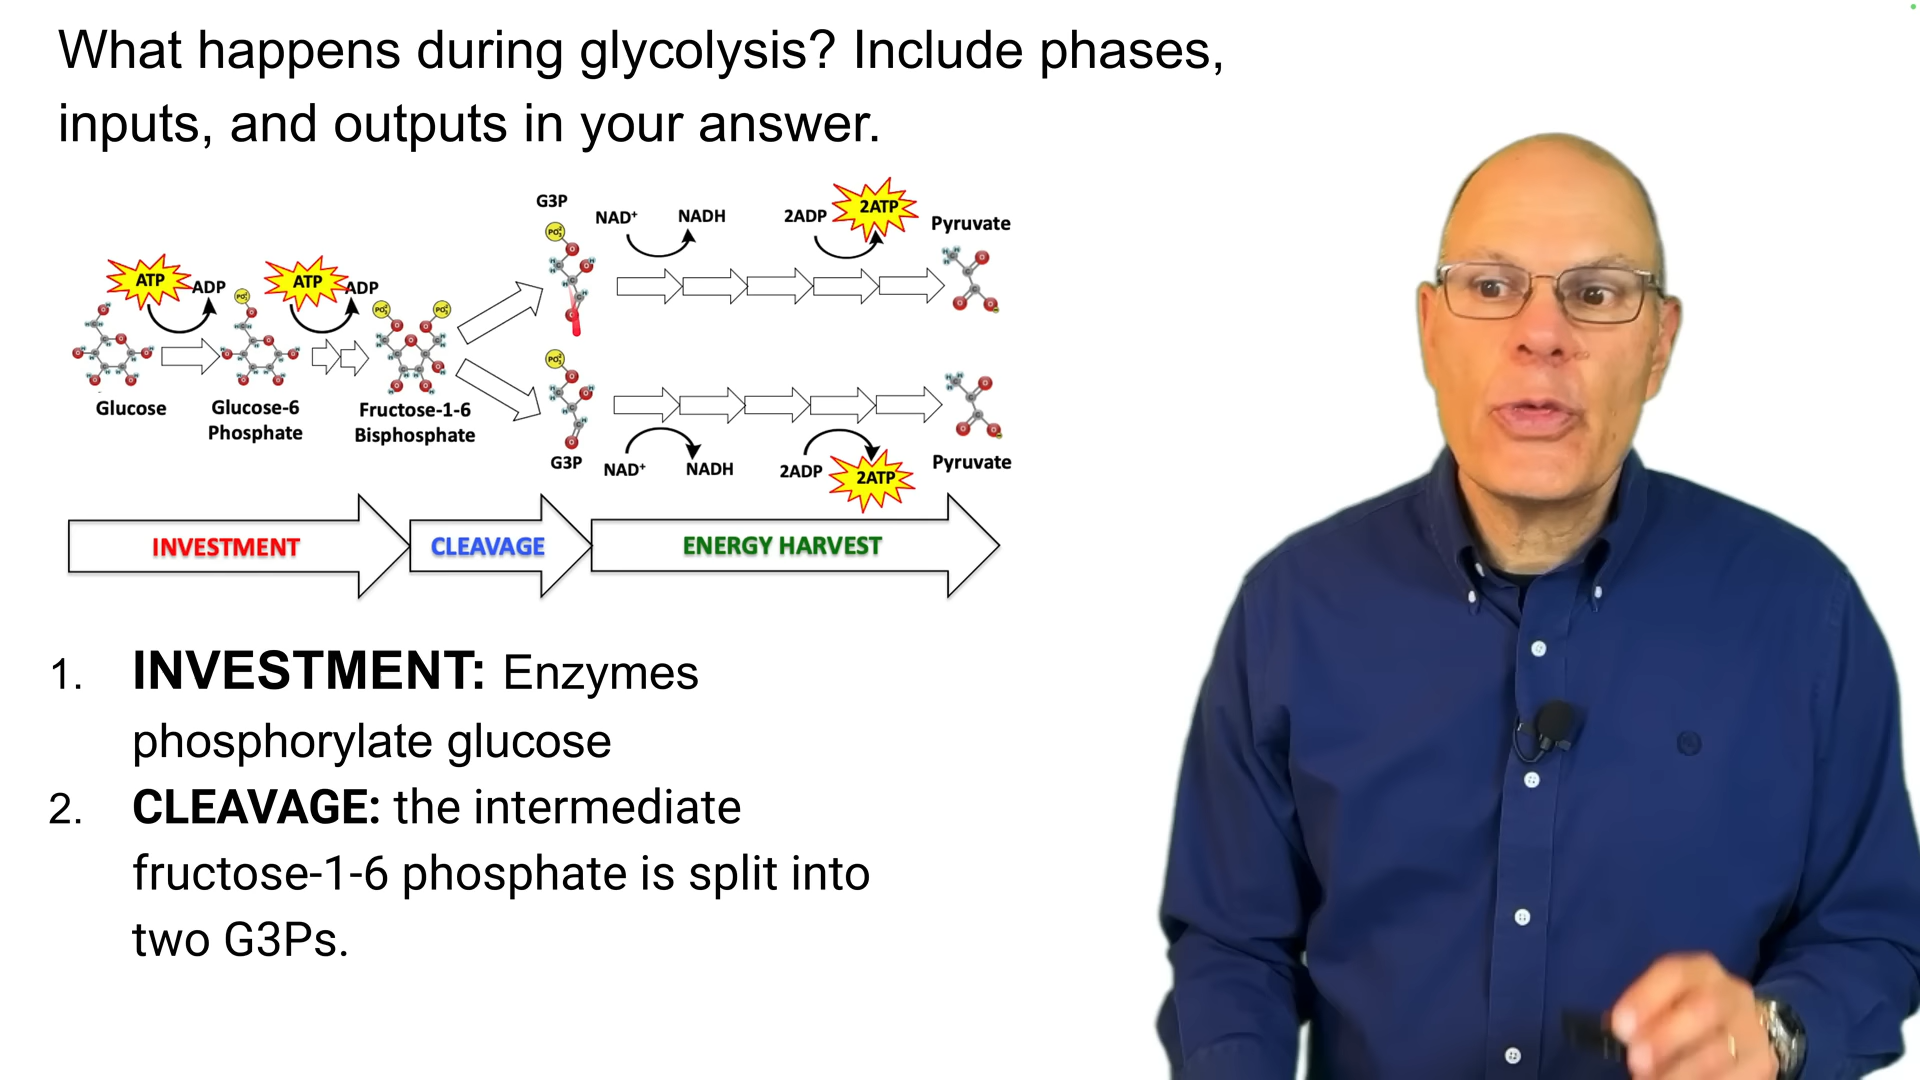 What happens during glycolysis? Include phases,
inputs, and outputs in your answer.
G3P
NAD⁺ NADH 2ADP 2ATP Pyruvate
ATP ADP ATP ADP
Glucose
Glucose-6
Phosphate
Fructose-1-6
Bisphosphate
G3P NAD⁺ NADH 2ADP 2ATP Pyruvate
INVESTMENT CLEAVAGE ENERGY HARVEST
1. INVESTMENT: Enzymes
phosphorylate glucose
2. CLEAVAGE: the intermediate
fructose-1-6 phosphate is split into
two G3Ps.